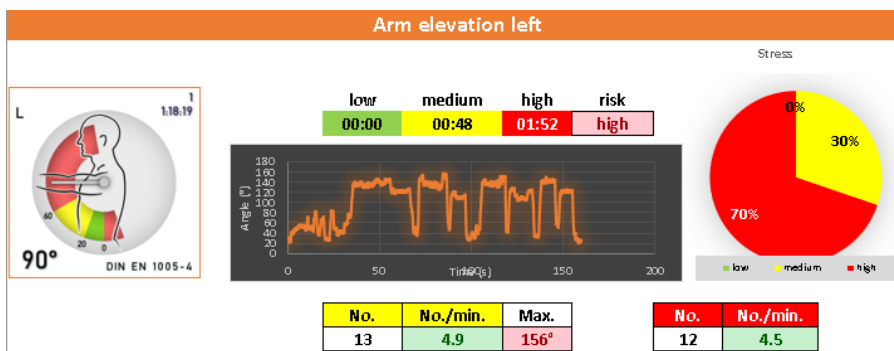 Arm elevation left
Stress
L
1
1:18:19
60
20
0
90°
DIN EN 1005-4
low medium high risk
00:00 00:48 01:52 high
Angle (°)
180
160
140
120
100
80
60
40
20
0
0 50 100 150 200
Time (s)
0%
30%
70%
low medium high
No. No./min. Max.
13 4.9 156°
No. No./min.
12 4.5